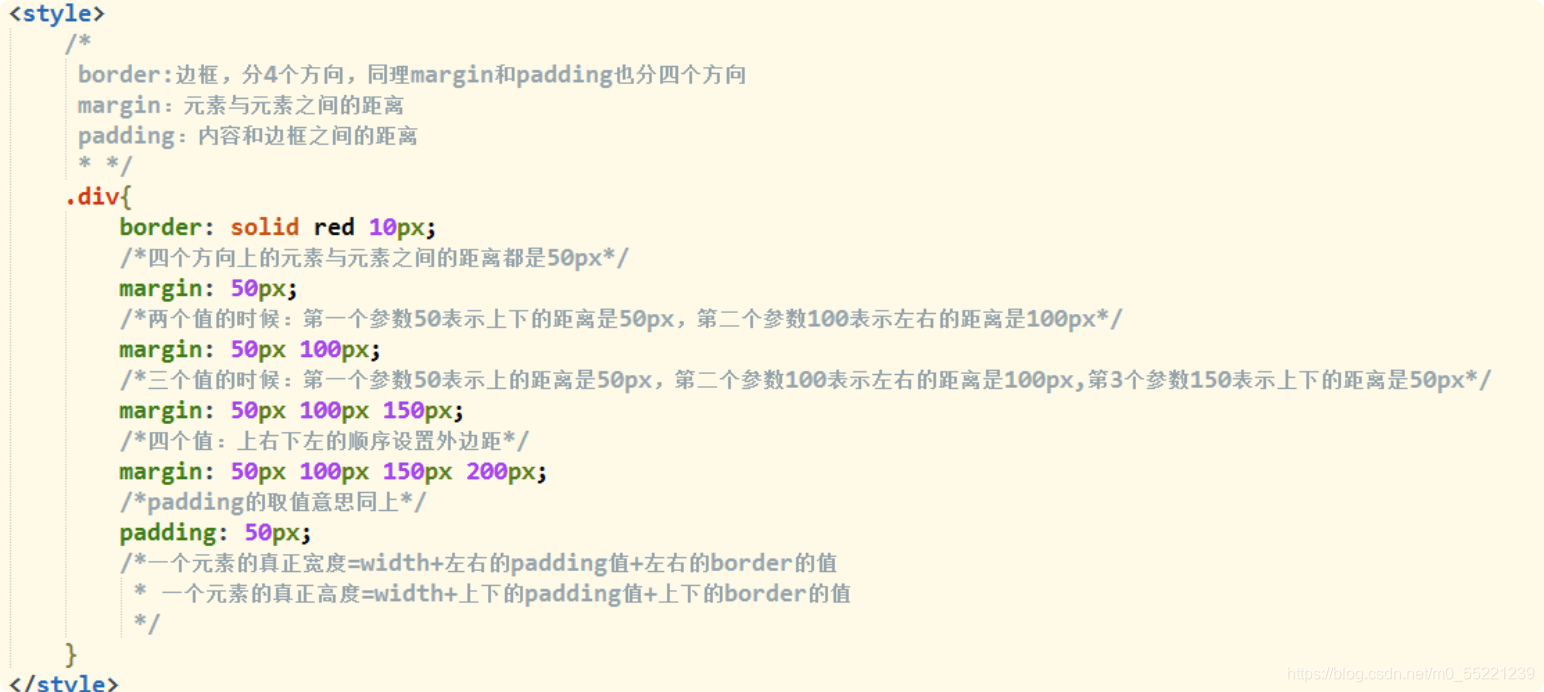 <style>
/*
border:边框，分4个方向，同理margin和padding也分四个方向
margin：元素与元素之间的距离
padding：内容和边框之间的距离
* */
.div{
border: solid red 10px;
/*四个方向上的元素与元素之间的距离都是50px*/
margin: 50px;
/*两个值的时候：第一个参数50表示上下的距离是50px，第二个参数100表示左右的距离是100px*/
margin: 50px 100px;
/*三个值的时候：第一个参数50表示上的距离是50px，第二个参数100表示左右的距离是100px,第3个参数150表示上下的距离是50px*/
margin: 50px 100px 150px;
/*四个值：上右下左的顺序设置外边距*/
margin: 50px 100px 150px 200px;
/*padding的取值意思同上*/
padding: 50px;
/*一个元素的真正宽度=width+左右的padding值+左右的border的值
* 一个元素的真正高度=width+上下的padding值+上下的border的值
*/
}
</style>
https://blog.csdn.net/m0_55221239